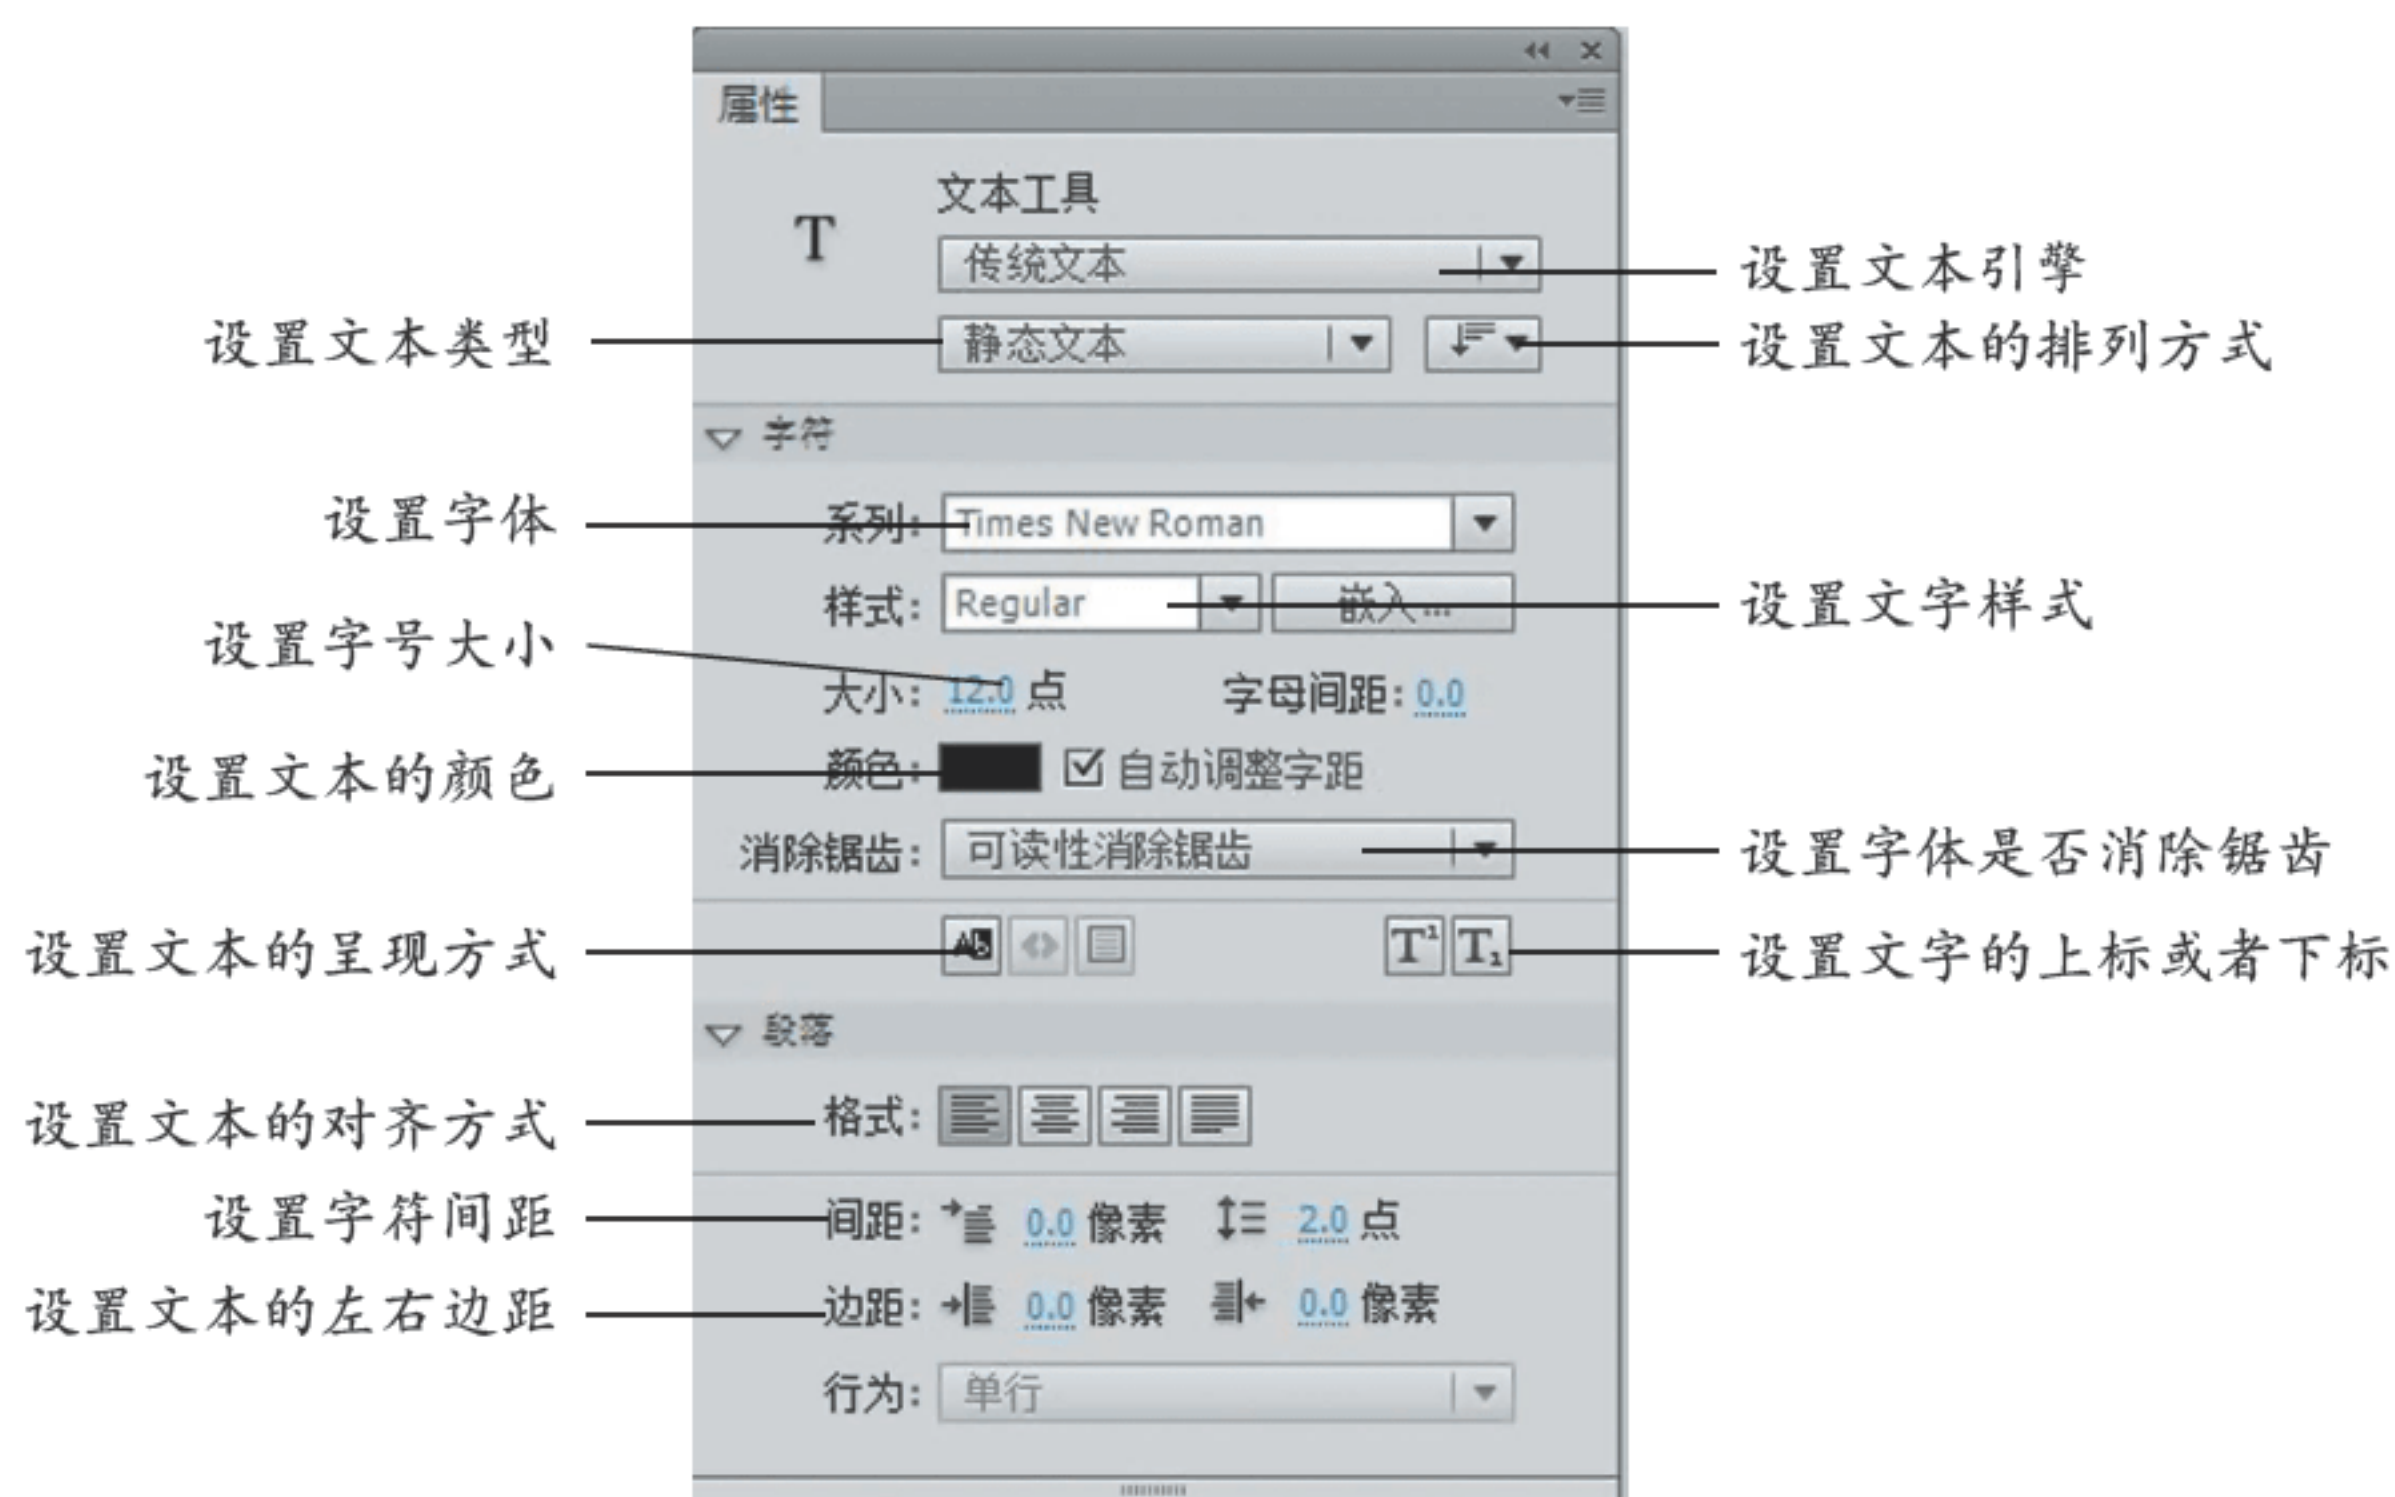 属性
文本工具
T
传统文本
设置文本引擎
设置文本类型
静态文本
设置文本的排列方式
字符
设置字体
系列: Times New Roman
样式: Regular
嵌入...
设置文字样式
设置字号大小
大小: 12.0 点
字母间距: 0.0
设置文本的颜色
颜色:
自动调整字距
消除锯齿: 可读性消除锯齿
设置字体是否消除锯齿
设置文本的呈现方式
Ab
T¹ T₁
设置文字的上标或者下标
段落
设置文本的对齐方式
格式:
设置字符间距
间距: 0.0 像素 2.0 点
设置文本的左右边距
边距: 0.0 像素 0.0 像素
行为: 单行